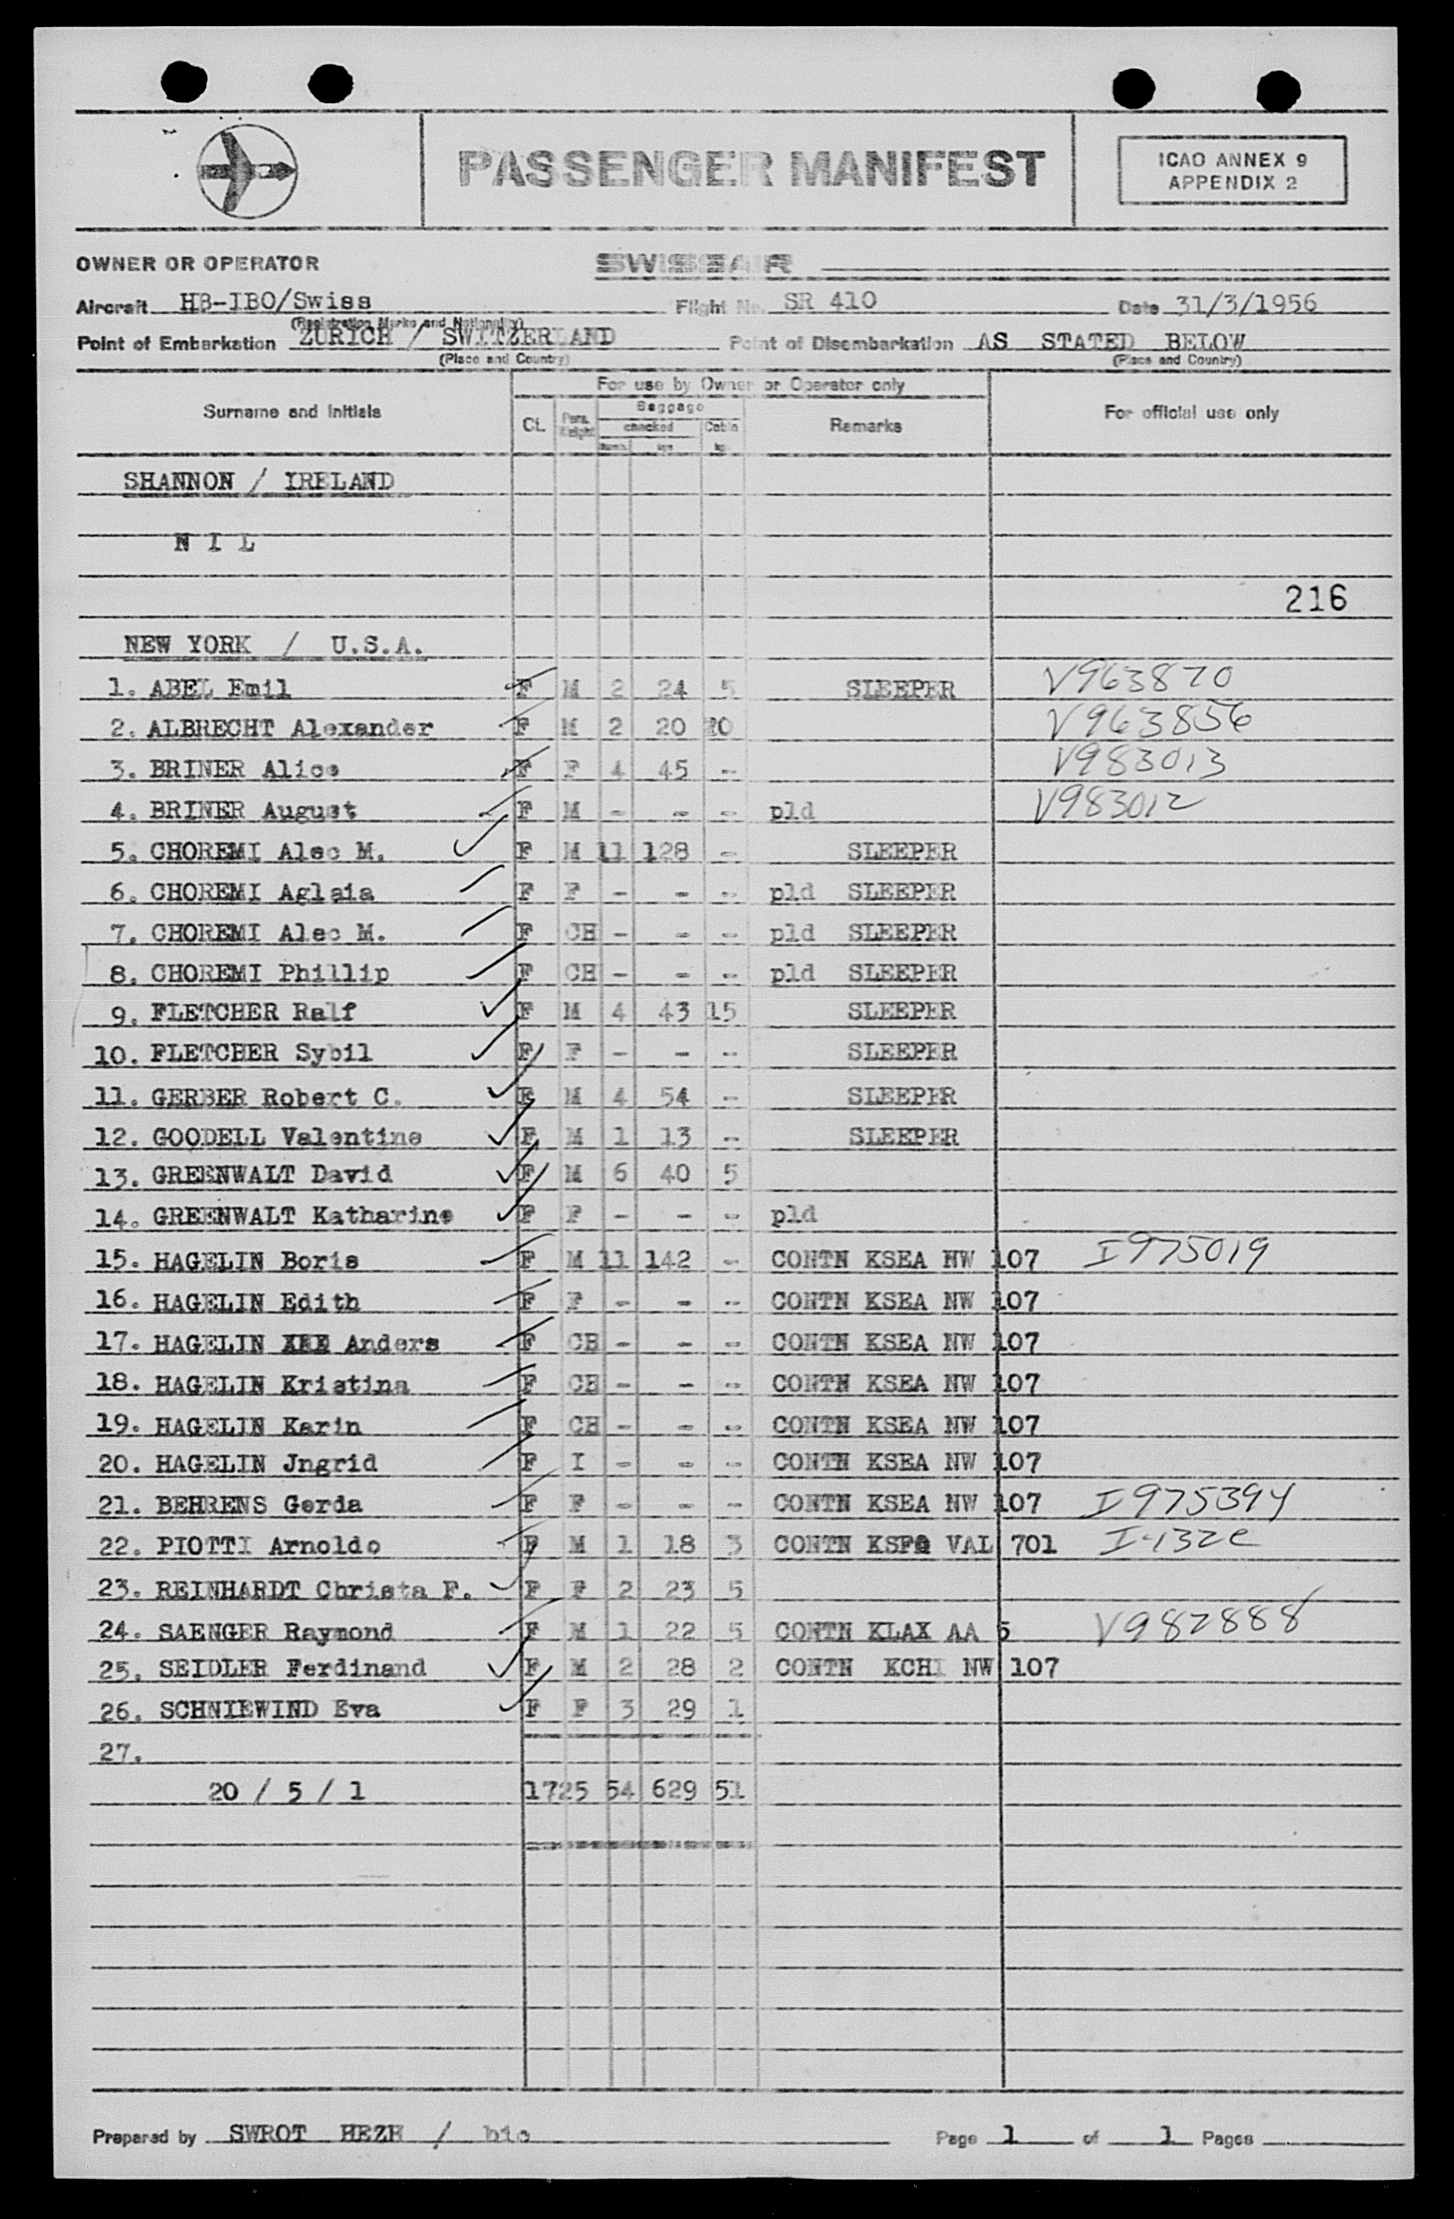 PASSENGER MANIFEST
ICAO ANNEX 9
APPENDIX 2
OWNER OR OPERATOR SWISSAIR
Aircraft HB-IBO/Swiss Flight No. SR 410 Date 31/3/1956
(Registration Marks and Nationality)
Point of Embarkation ZURICH / SWITZERLAND Point of Disembarkation AS STATED BELOW
(Place and Country) (Place and Country)
For use by Owner or Operator only
Surname and Initials Cl. Pers. Weight Baggage checked Cabin Remarks For official use only
kgs kg
SHANNON / IRELAND
N I L
216
NEW YORK / U.S.A.
1. ABEL Emil F M 2 24 5 SLEEPER V963870
2. ALBRECHT Alexander F M 2 20 20 V963856
3. BRINER Alice F F 4 45 - V983013
4. BRINER August F M - - - pld V983012
5. CHOREMI Alec M. F M 11 128 - SLEEPER
6. CHOREMI Aglaia F F - - - pld SLEEPER
7. CHOREMI Alec M. F CH - - - pld SLEEPER
8. CHOREMI Phillip F CH - - - pld SLEEPER
9. FLETCHER Ralf F M 4 43 15 SLEEPER
10. FLETCHER Sybil F F - - - SLEEPER
11. GERBER Robert C. F M 4 54 - SLEEPER
12. GOODELL Valentine F M 1 13 - SLEEPER
13. GREENWALT David F M 6 40 5
14. GREENWALT Katharine F F - - - pld
15. HAGELIN Boris F M 11 142 - CONTN KSEA NW 107 I975019
16. HAGELIN Edith F F - - - CONTN KSEA NW 107
17. HAGELIN Anders F CH - - - CONTN KSEA NW 107
18. HAGELIN Kristina F CH - - - CONTN KSEA NW 107
19. HAGELIN Karin F CH - - - CONTN KSEA NW 107
20. HAGELIN Jngrid F I - - - CONTN KSEA NW 107
21. BEHRENS Gerda F F - - - CONTN KSEA NW 107 I975394
22. PIOTTI Arnoldo F M 1 18 3 CONTN VAL 701 I-132e
23. REINHARDT Christa F. F F 2 23 5
24. SAENGER Raymond F M 1 22 5 CONTN KLAX AA 5 V982888
25. SEIDLER Ferdinand F M 2 28 2 CONTN KCHI NW 107
26. SCHNIEWIND Eva F F 3 29 1
27.
20 / 5 / 1 1725 54 629 51
Prepared by SWROT HEZH / bic Page 1 of 1 Pages